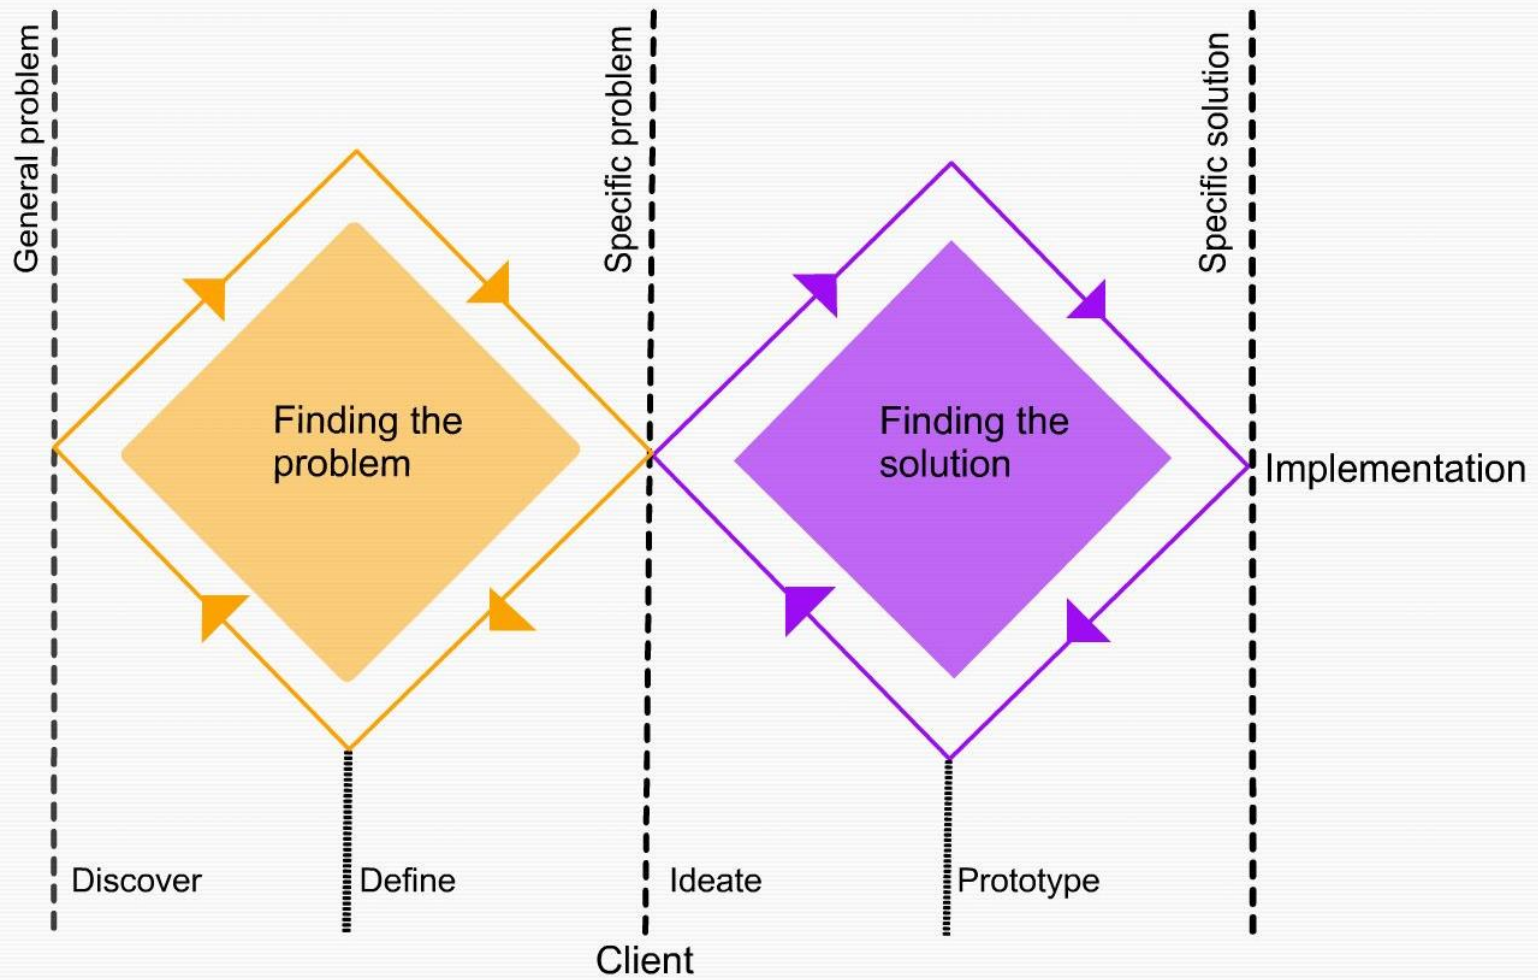 General problem
Specific problem
Specific solution
Finding the
problem
Finding the
solution
Implementation
Discover
Define
Ideate
Prototype
Client